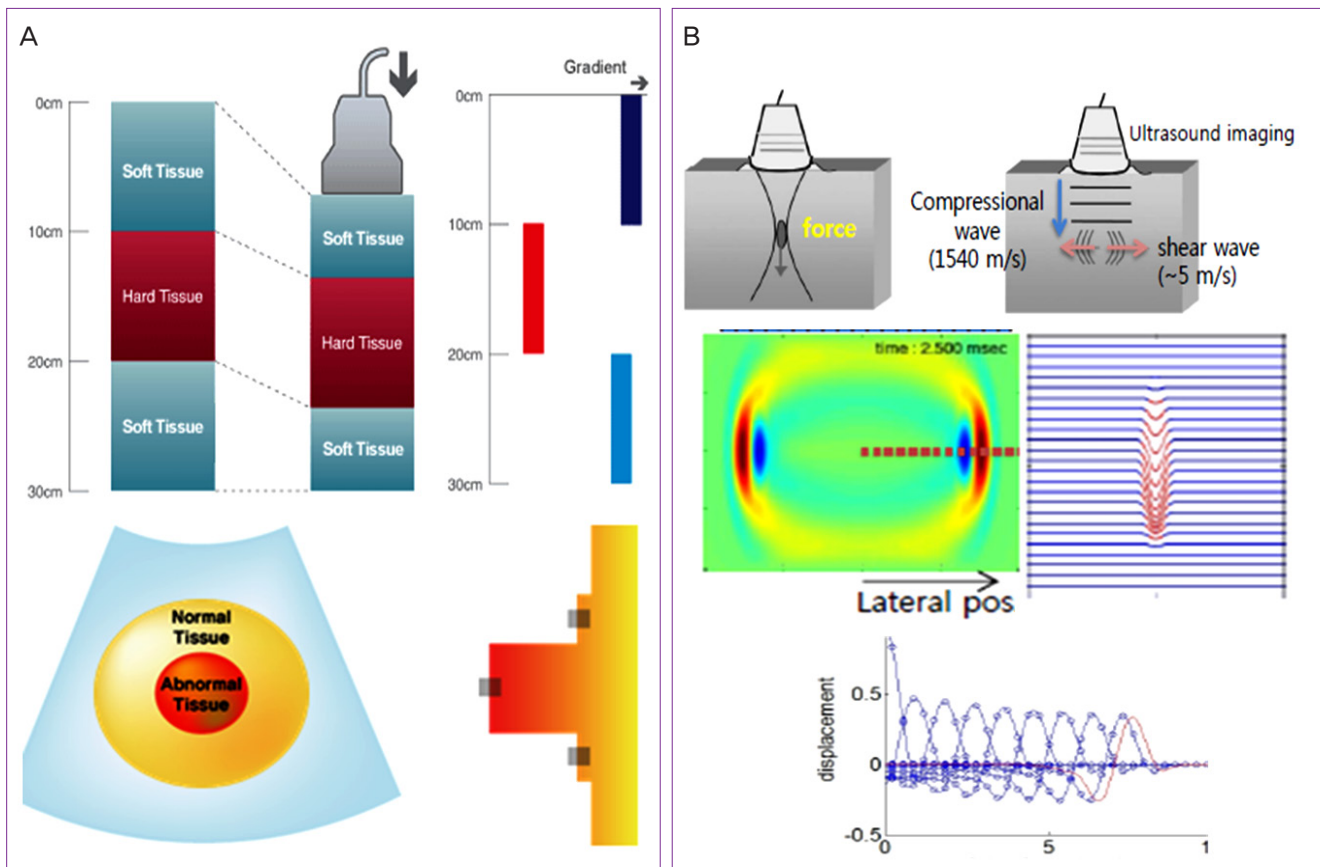 A
0cm
10cm
20cm
30cm
Soft Tissue
Hard Tissue
Soft Tissue
Soft Tissue
Hard Tissue
Soft Tissue
Gradient
0cm
10cm
20cm
30cm
Normal
Tissue
Abnormal
Tissue
B
force
Ultrasound imaging
Compressional
wave
(1540 m/s)
shear wave
(~5 m/s)
time : 2.500 msec
Lateral pos
displacement
0.5
0
-0.5
0
5
1